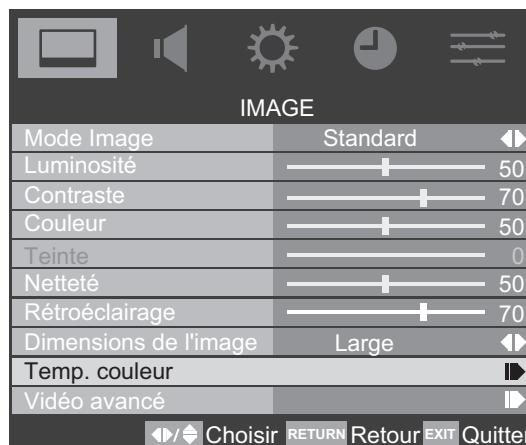 IMAGE
Mode Image Standard
Luminosité 50
Contraste 70
Couleur 50
Teinte 0
Netteté 50
Rétroéclairage 70
Dimensions de l'image Large
Temp. couleur
Vidéo avancé
/ Choisir RETURN Retour EXIT Quitter